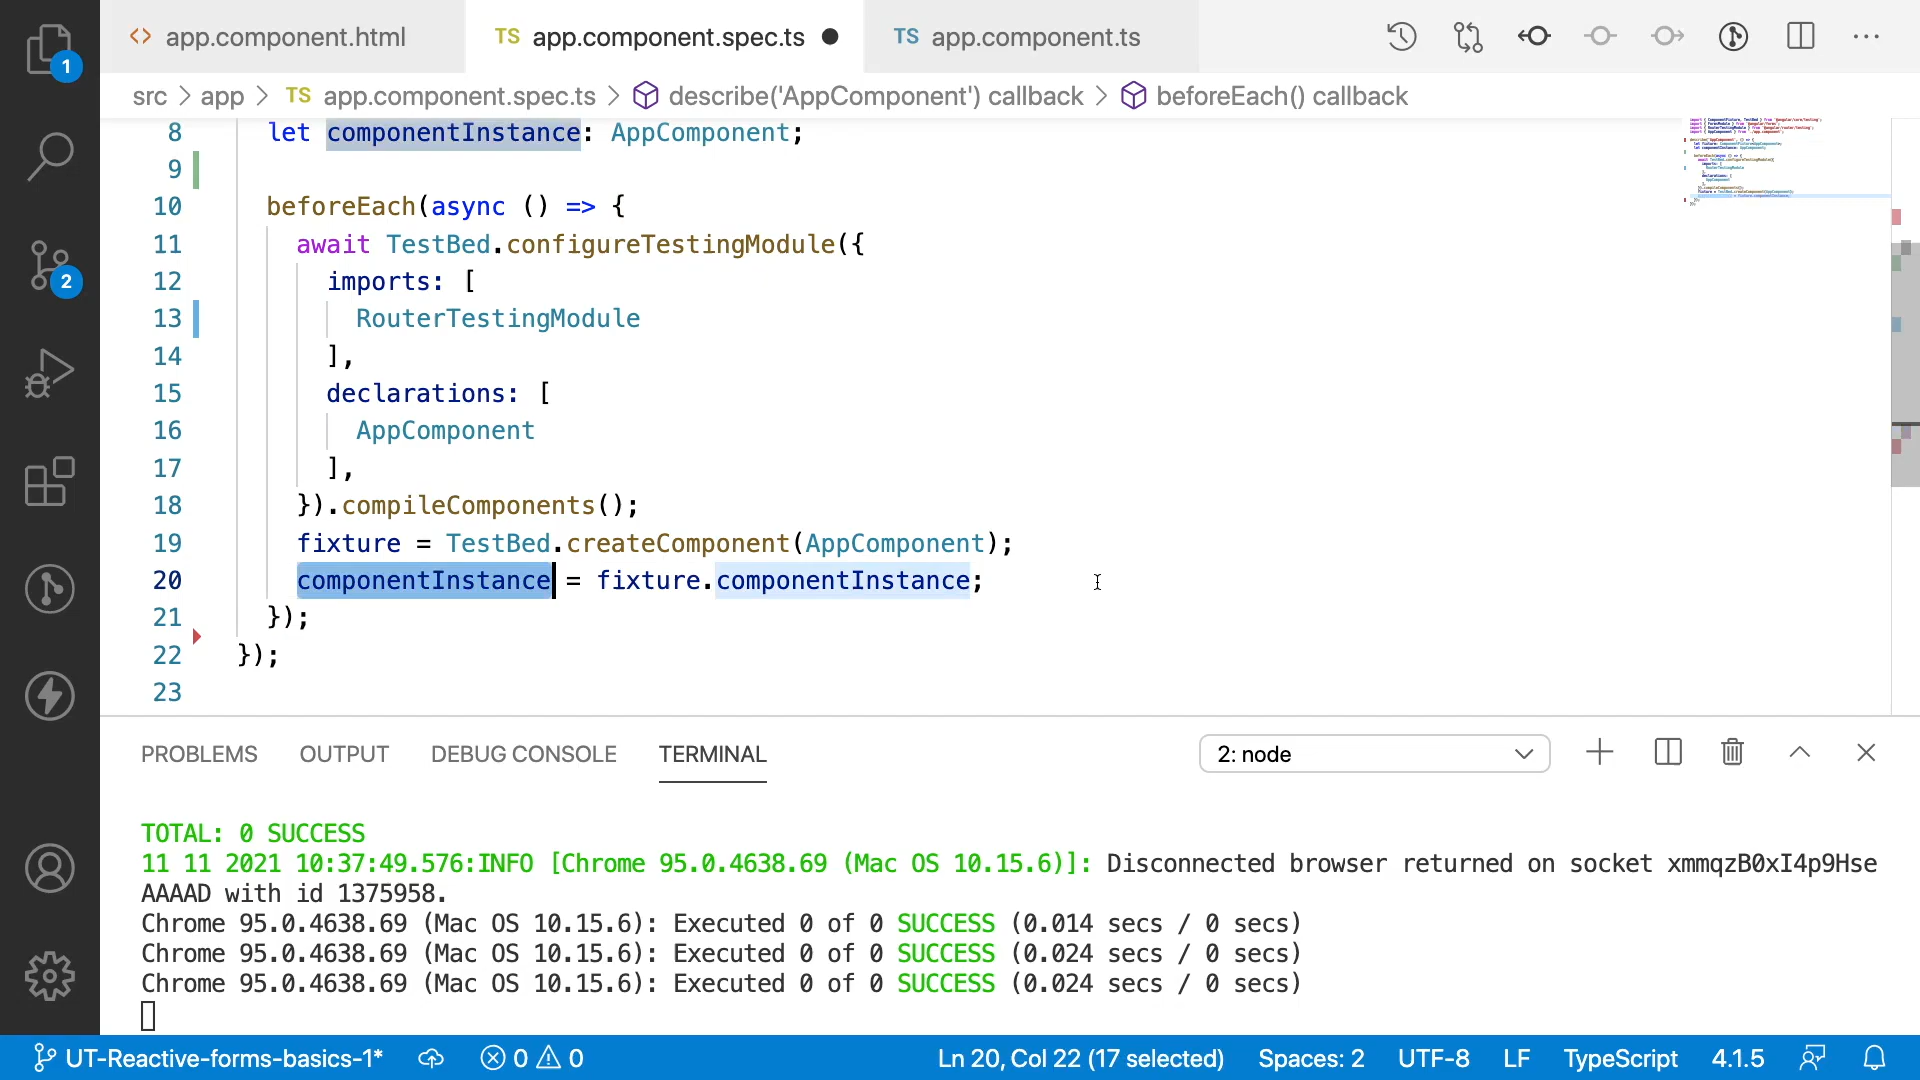 <> app.component.html
TS app.component.spec.ts
TS app.component.ts
1
src > app > TS app.component.spec.ts > describe('AppComponent') callback > beforeEach() callback
8 let componentInstance: AppComponent;
9
10 beforeEach(async () => {
11 await TestBed.configureTestingModule({
12 imports: [
13 RouterTestingModule
14 ],
15 declarations: [
16 AppComponent
17 ],
18 }).compileComponents();
19 fixture = TestBed.createComponent(AppComponent);
20 componentInstance = fixture.componentInstance;
21 });
22 });
23
2
PROBLEMS OUTPUT DEBUG CONSOLE TERMINAL 2: node
TOTAL: 0 SUCCESS
11 11 2021 10:37:49.576:INFO [Chrome 95.0.4638.69 (Mac OS 10.15.6)]: Disconnected browser returned on socket xmmqzB0xI4p9Hse
AAAAD with id 1375958.
Chrome 95.0.4638.69 (Mac OS 10.15.6): Executed 0 of 0 SUCCESS (0.014 secs / 0 secs)
Chrome 95.0.4638.69 (Mac OS 10.15.6): Executed 0 of 0 SUCCESS (0.024 secs / 0 secs)
Chrome 95.0.4638.69 (Mac OS 10.15.6): Executed 0 of 0 SUCCESS (0.024 secs / 0 secs)
UT-Reactive-forms-basics-1* 0 0 Ln 20, Col 22 (17 selected) Spaces: 2 UTF-8 LF TypeScript 4.1.5